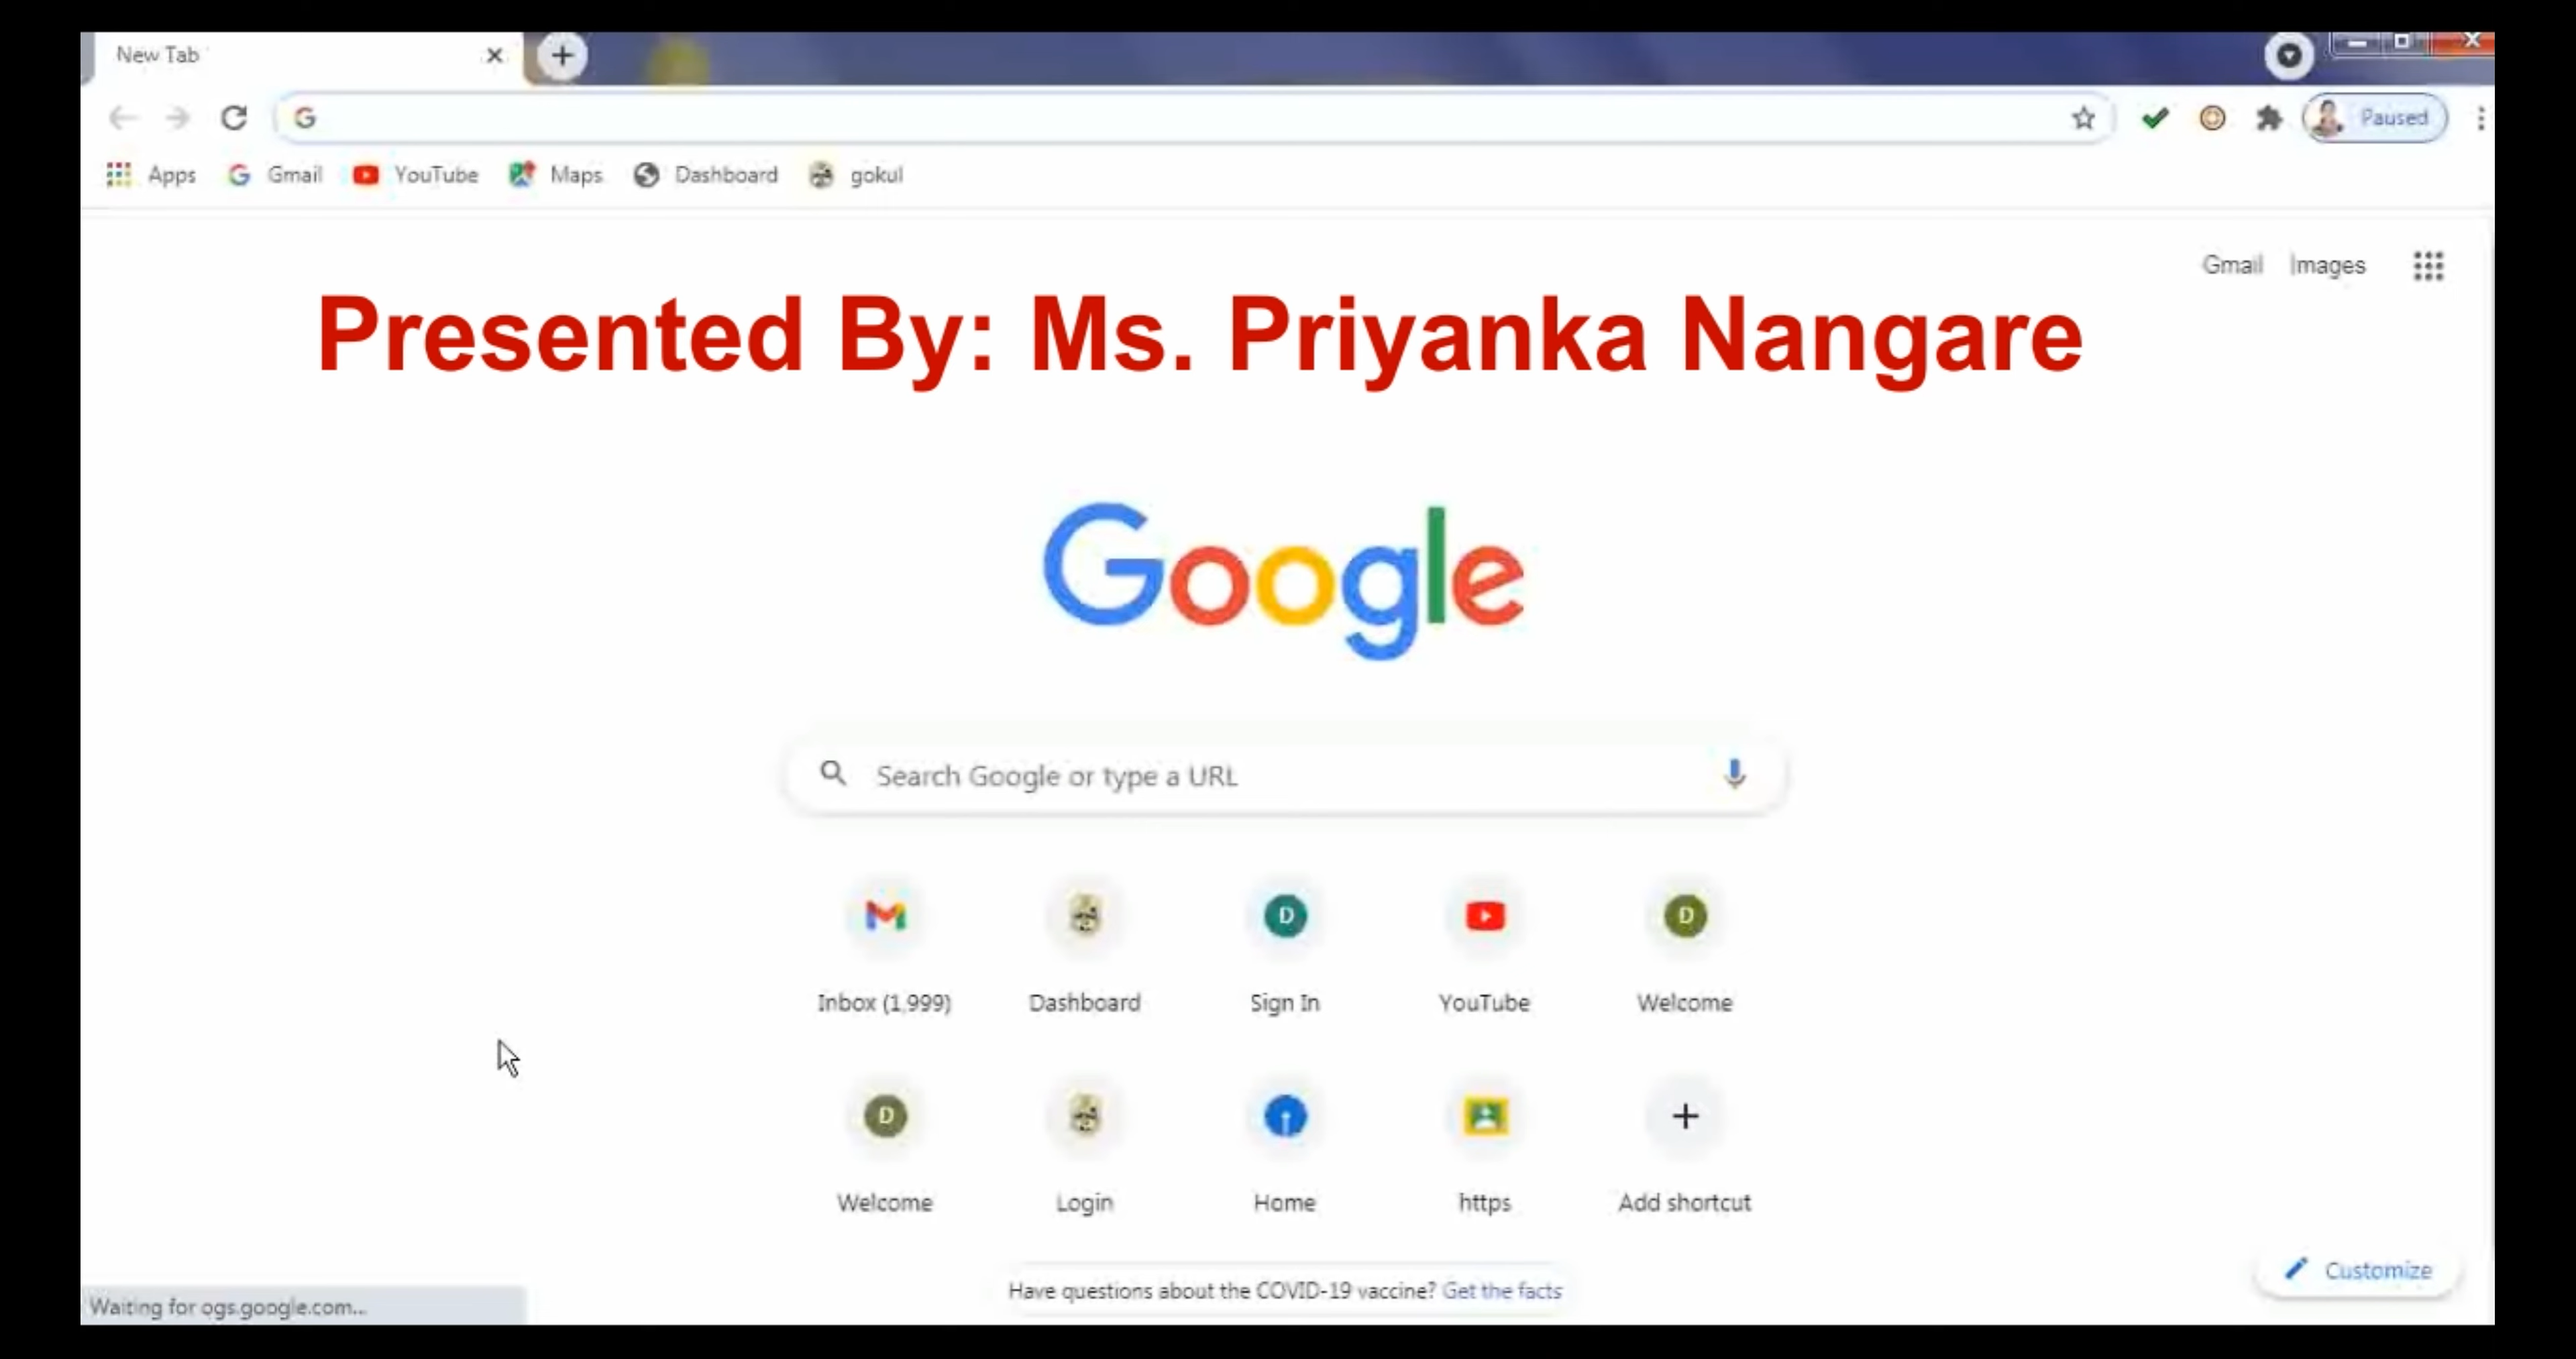 New Tab
Paused
Apps Gmail YouTube Maps Dashboard gokul
Gmail Images
Presented By: Ms. Priyanka Nangare
Google
Search Google or type a URL
D D
Inbox (1,999) Dashboard Sign In YouTube Welcome
D
Welcome Login Home https Add shortcut
Customize
Have questions about the COVID-19 vaccine? Get the facts
Waiting for ogs.google.com...